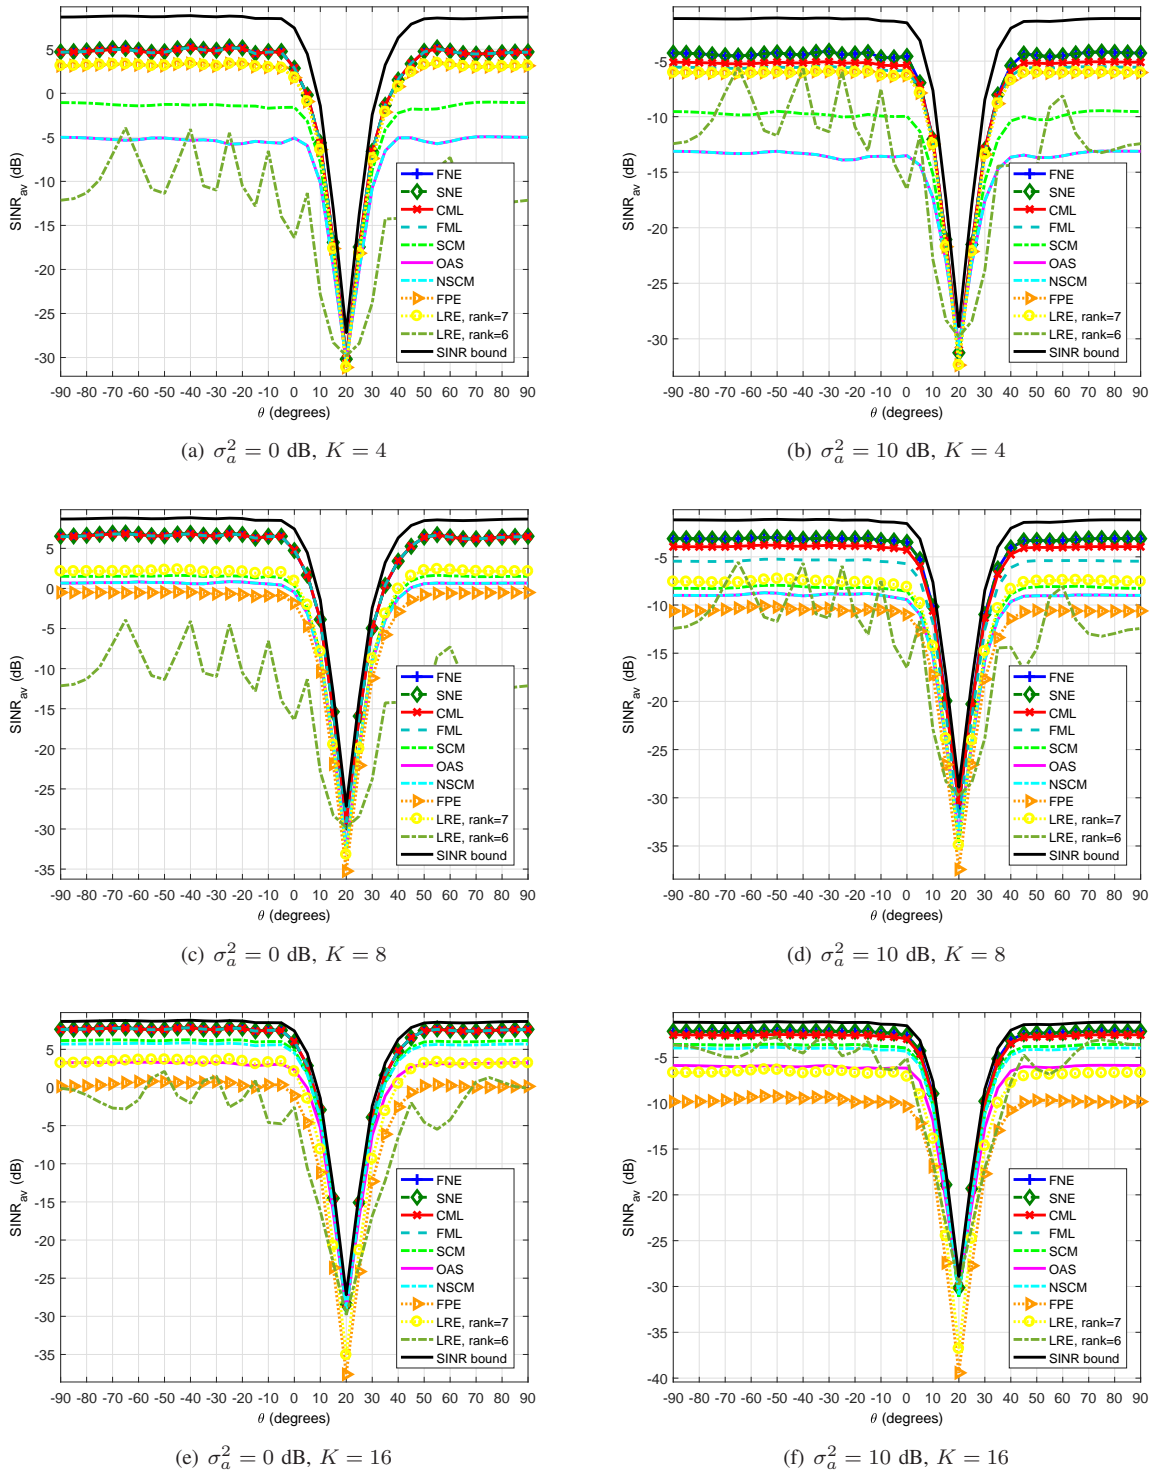 5
0
-5
-10
-15
-20
-25
-30
SINR_av (dB)
FNE
SNE
CML
FML
SCM
OAS
NSCM
FPE
LRE, rank=7
LRE, rank=6
SINR bound
-90 -80 -70 -60 -50 -40 -30 -20 -10 0 10 20 30 40 50 60 70 80 90
θ (degrees)
(a) σ_a^2 = 0 dB, K = 4
-5
-10
-15
-20
-25
-30
SINR_av (dB)
FNE
SNE
CML
FML
SCM
OAS
NSCM
FPE
LRE, rank=7
LRE, rank=6
SINR bound
-90 -80 -70 -60 -50 -40 -30 -20 -10 0 10 20 30 40 50 60 70 80 90
θ (degrees)
(b) σ_a^2 = 10 dB, K = 4
5
0
-5
-10
-15
-20
-25
-30
-35
SINR_av (dB)
FNE
SNE
CML
FML
SCM
OAS
NSCM
FPE
LRE, rank=7
LRE, rank=6
SINR bound
-90 -80 -70 -60 -50 -40 -30 -20 -10 0 10 20 30 40 50 60 70 80 90
θ (degrees)
(c) σ_a^2 = 0 dB, K = 8
-5
-10
-15
-20
-25
-30
-35
SINR_av (dB)
FNE
SNE
CML
FML
SCM
OAS
NSCM
FPE
LRE, rank=7
LRE, rank=6
SINR bound
-90 -80 -70 -60 -50 -40 -30 -20 -10 0 10 20 30 40 50 60 70 80 90
θ (degrees)
(d) σ_a^2 = 10 dB, K = 8
5
0
-5
-10
-15
-20
-25
-30
-35
SINR_av (dB)
FNE
SNE
CML
FML
SCM
OAS
NSCM
FPE
LRE, rank=7
LRE, rank=6
SINR bound
-90 -80 -70 -60 -50 -40 -30 -20 -10 0 10 20 30 40 50 60 70 80 90
θ (degrees)
(e) σ_a^2 = 0 dB, K = 16
-5
-10
-15
-20
-25
-30
-35
-40
SINR_av (dB)
FNE
SNE
CML
FML
SCM
OAS
NSCM
FPE
LRE, rank=7
LRE, rank=6
SINR bound
-90 -80 -70 -60 -50 -40 -30 -20 -10 0 10 20 30 40 50 60 70 80 90
θ (degrees)
(f) σ_a^2 = 10 dB, K = 16